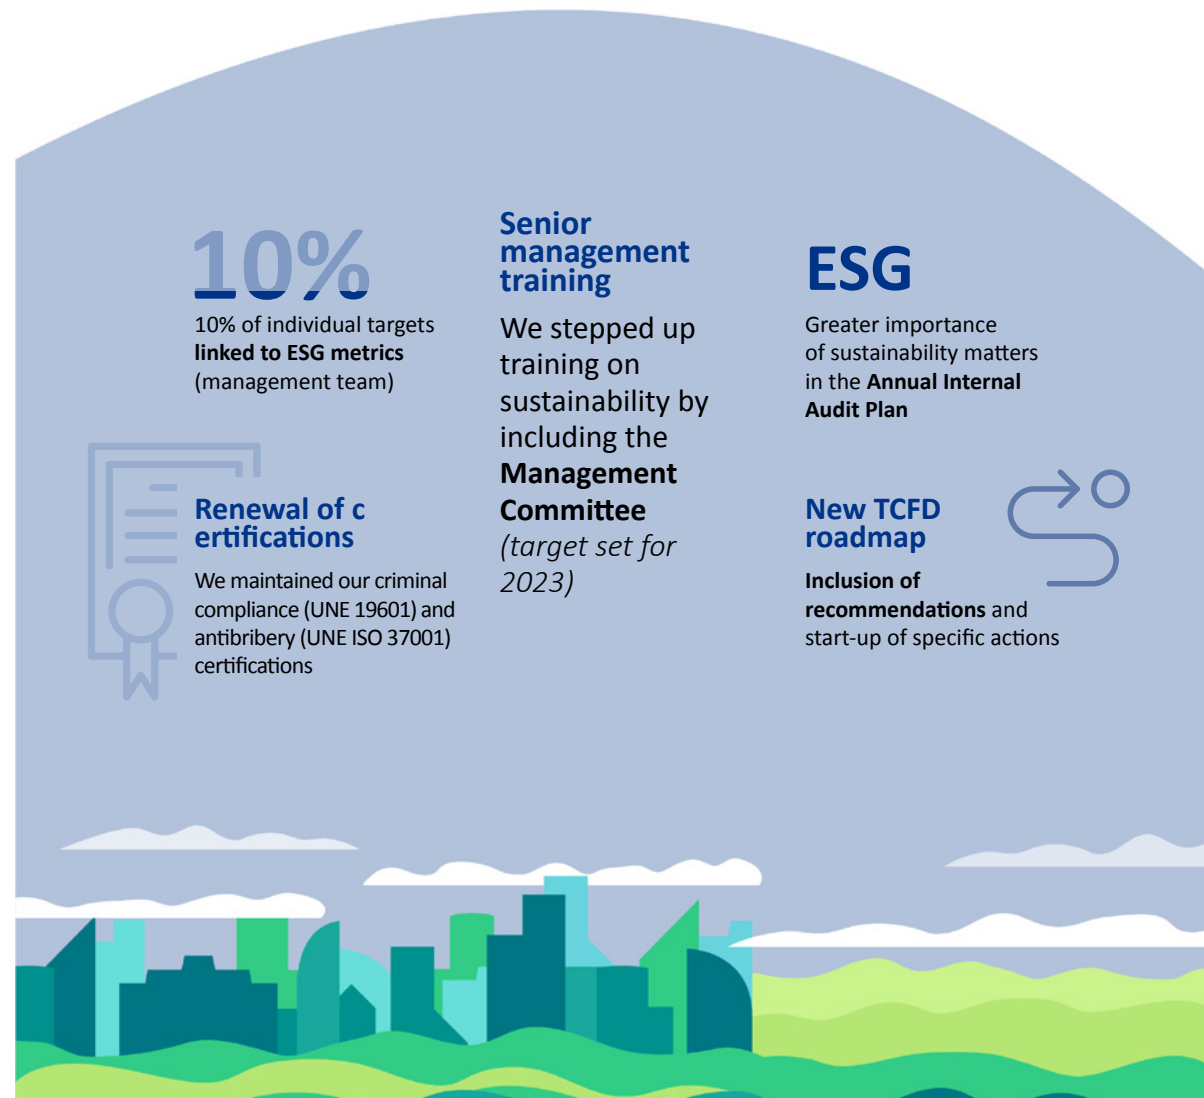 10%
10% of individual targets
linked to ESG metrics
(management team)
Renewal of c
ertifications
We maintained our criminal
compliance (UNE 19601) and
antibribery (UNE ISO 37001)
certifications
Senior
management
training
We stepped up
training on
sustainability by
including the
Management
Committee
(target set for
2023)
ESG
Greater importance
of sustainability matters
in the Annual Internal
Audit Plan
New TCFD
roadmap
Inclusion of
recommendations and
start-up of specific actions